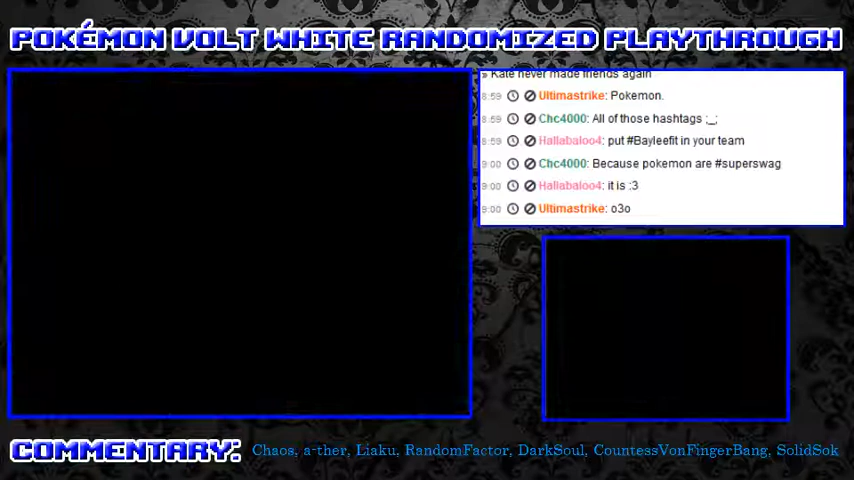 POKÉMON VOLT WHITE RANDOMIZED PLAYTHROUGH
» Kate never made friends again
8:59 Ultimastrike: Pokemon.
8:59 Chc4000: All of those hashtags ;_;
8:59 Hallabaloo4: put #Bayleefit in your team
9:00 Chc4000: Because pokemon are #superswag
9:00 Hallabaloo4: it is :3
9:00 Ultimastrike: o3o
COMMENTARY: Chaos, a-ther, Liaku, RandomFactor, DarkSoul, CountessVonFingerBang, SolidSok